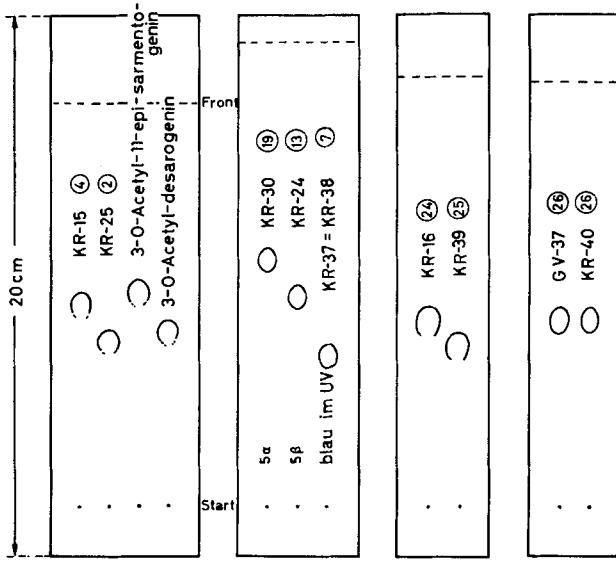 20 cm
KR-15 ④
KR-25 ②
3-O-Acetyl-11-epi-sarmento-
genin
3-O-Acetyl-desarogenin
Front
Start
5α KR-30 ⑲
5β KR-24 ⑬
blau im UV KR-37 = KR-38 ⑦
KR-16 ㉔
KR-39 ㉕
GV-37 ㉖
KR-40 ㉖